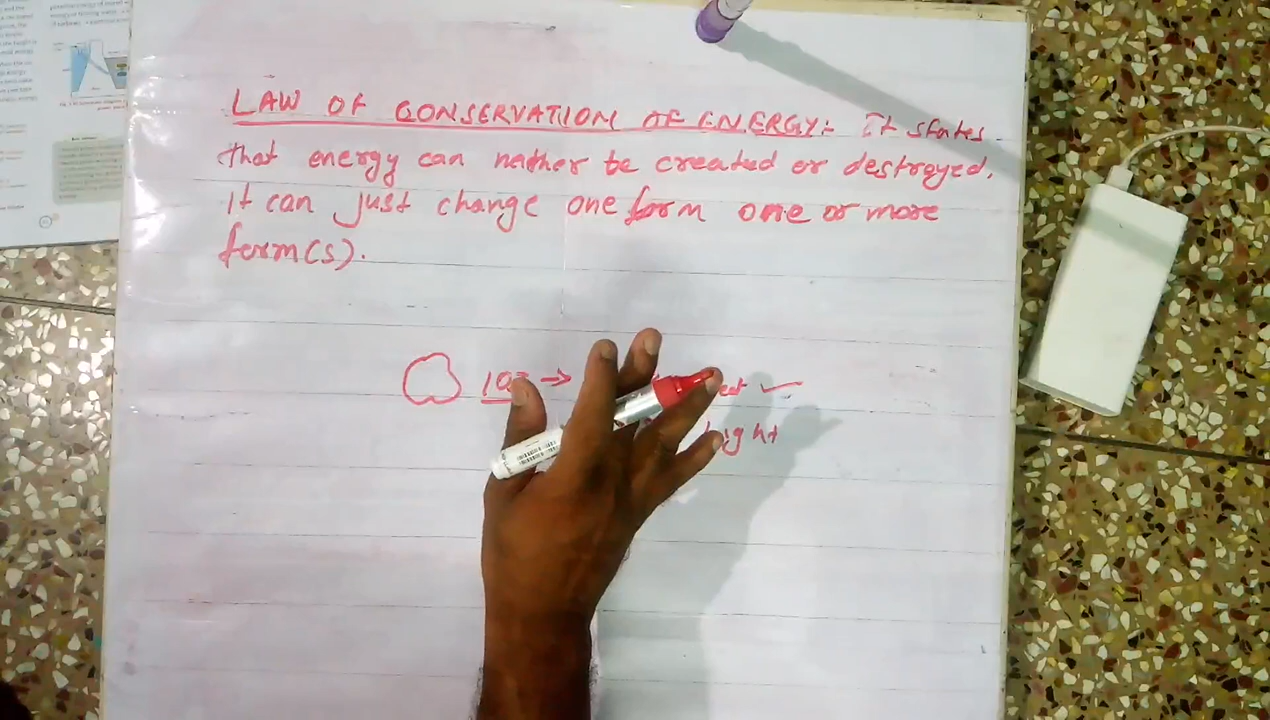 LAW OF CONSERVATION OF ENERGY: It states
that energy can neither be created or destroyed.
It can just change one form one or more
form(s).
10J →
light